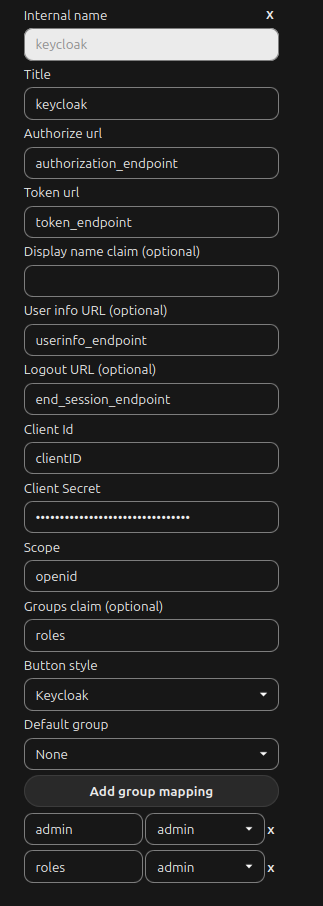 Internal name x
keycloak
Title
keycloak
Authorize url
authorization_endpoint
Token url
token_endpoint
Display name claim (optional)
User info URL (optional)
userinfo_endpoint
Logout URL (optional)
end_session_endpoint
Client Id
clientID
Client Secret
••••••••••••••••••••••••••••••••
Scope
openid
Groups claim (optional)
roles
Button style
Keycloak
Default group
None
Add group mapping
admin admin x
roles admin x